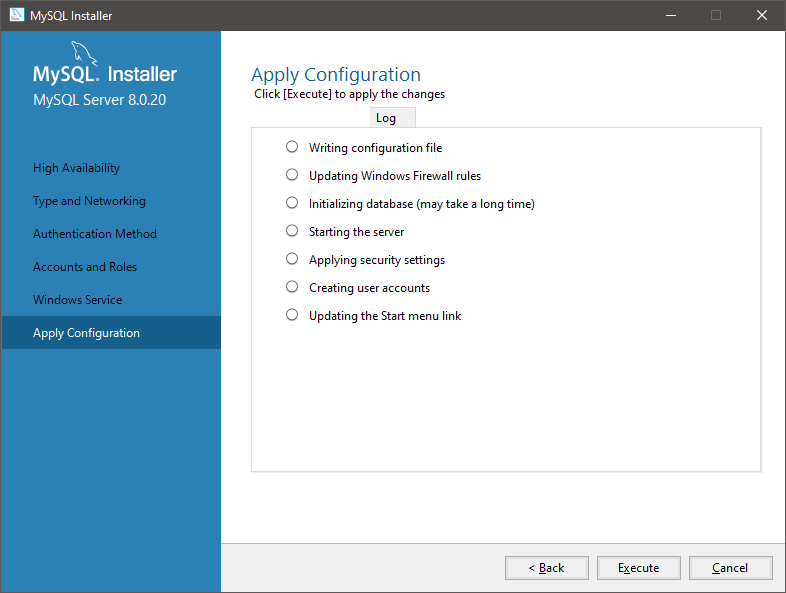 MySQL Installer
MySQL. Installer
MySQL Server 8.0.20
High Availability
Type and Networking
Authentication Method
Accounts and Roles
Windows Service
Apply Configuration
Apply Configuration
Click [Execute] to apply the changes
Log
Writing configuration file
Updating Windows Firewall rules
Initializing database (may take a long time)
Starting the server
Applying security settings
Creating user accounts
Updating the Start menu link
< Back
Execute
Cancel